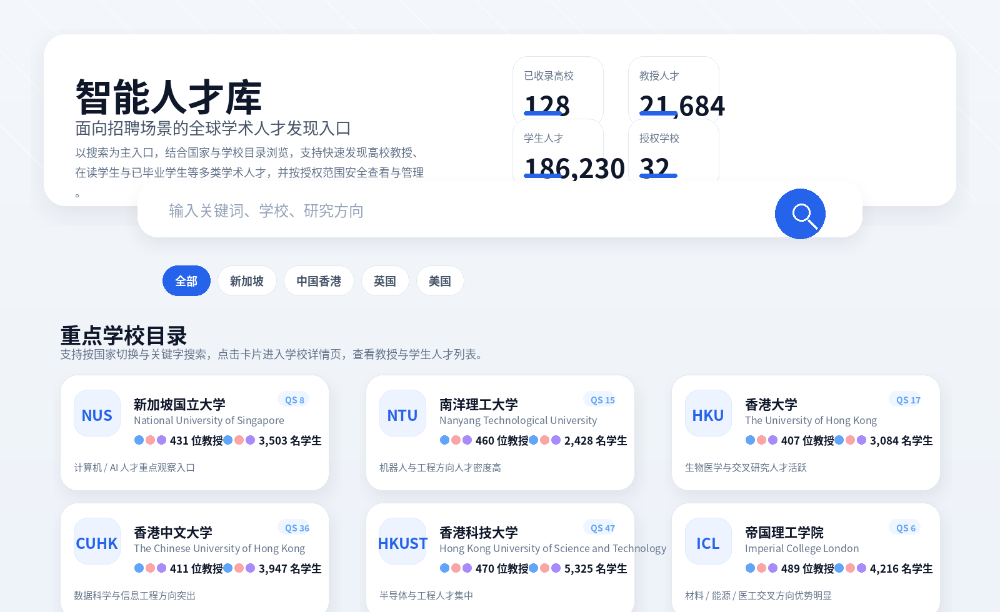 智能人才库
面向招聘场景的全球学术人才发现入口
以搜索为主入口，结合国家与学校目录浏览，支持快速发现高校教授、
在读学生与已毕业学生等多类学术人才，并按授权范围安全查看与管理
。
已收录高校
128
教授人才
21,684
学生人才
186,230
授权学校
32
输入关键词、学校、研究方向
全部
新加坡
中国香港
英国
美国
重点学校目录
支持按国家切换与关键字搜索，点击卡片进入学校详情页，查看教授与学生人才列表。
NUS
新加坡国立大学
QS 8
National University of Singapore
431 位教授
3,503 名学生
计算机 / AI 人才重点观察入口
NTU
南洋理工大学
QS 15
Nanyang Technological University
460 位教授
2,428 名学生
机器人与工程方向人才密度高
HKU
香港大学
QS 17
The University of Hong Kong
407 位教授
3,084 名学生
生物医学与交叉研究人才活跃
CUHK
香港中文大学
QS 36
The Chinese University of Hong Kong
411 位教授
3,947 名学生
数据科学与信息工程方向突出
HKUST
香港科技大学
QS 47
Hong Kong University of Science and Technology
470 位教授
5,325 名学生
半导体与工程人才集中
ICL
帝国理工学院
QS 6
Imperial College London
489 位教授
4,216 名学生
材料 / 能源 / 医工交叉方向优势明显